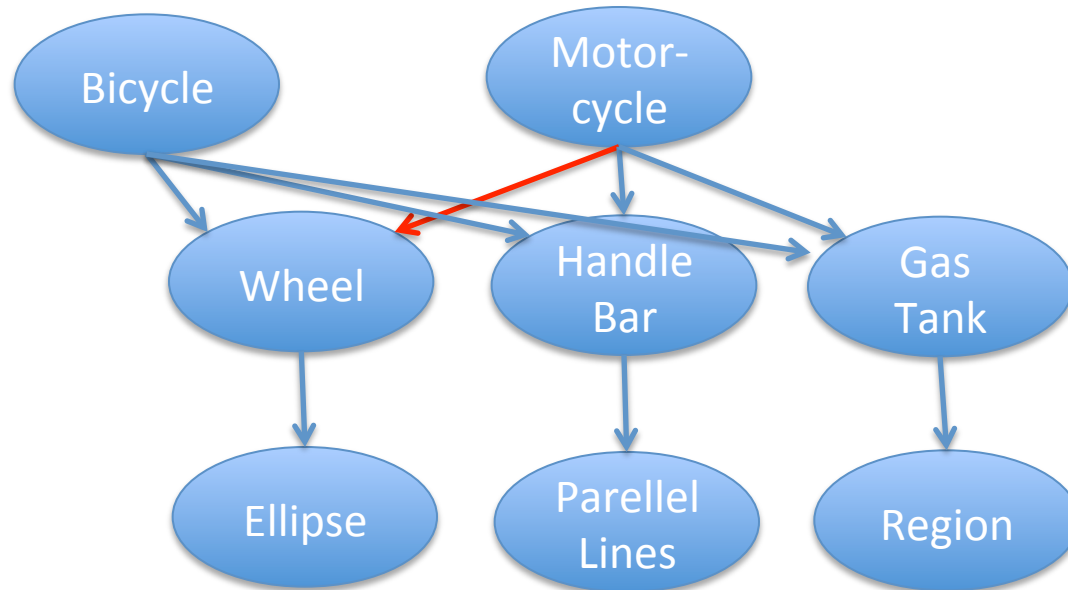 Bicycle
Motor-
cycle
Wheel
Handle
Bar
Gas
Tank
Ellipse
Parellel
Lines
Region